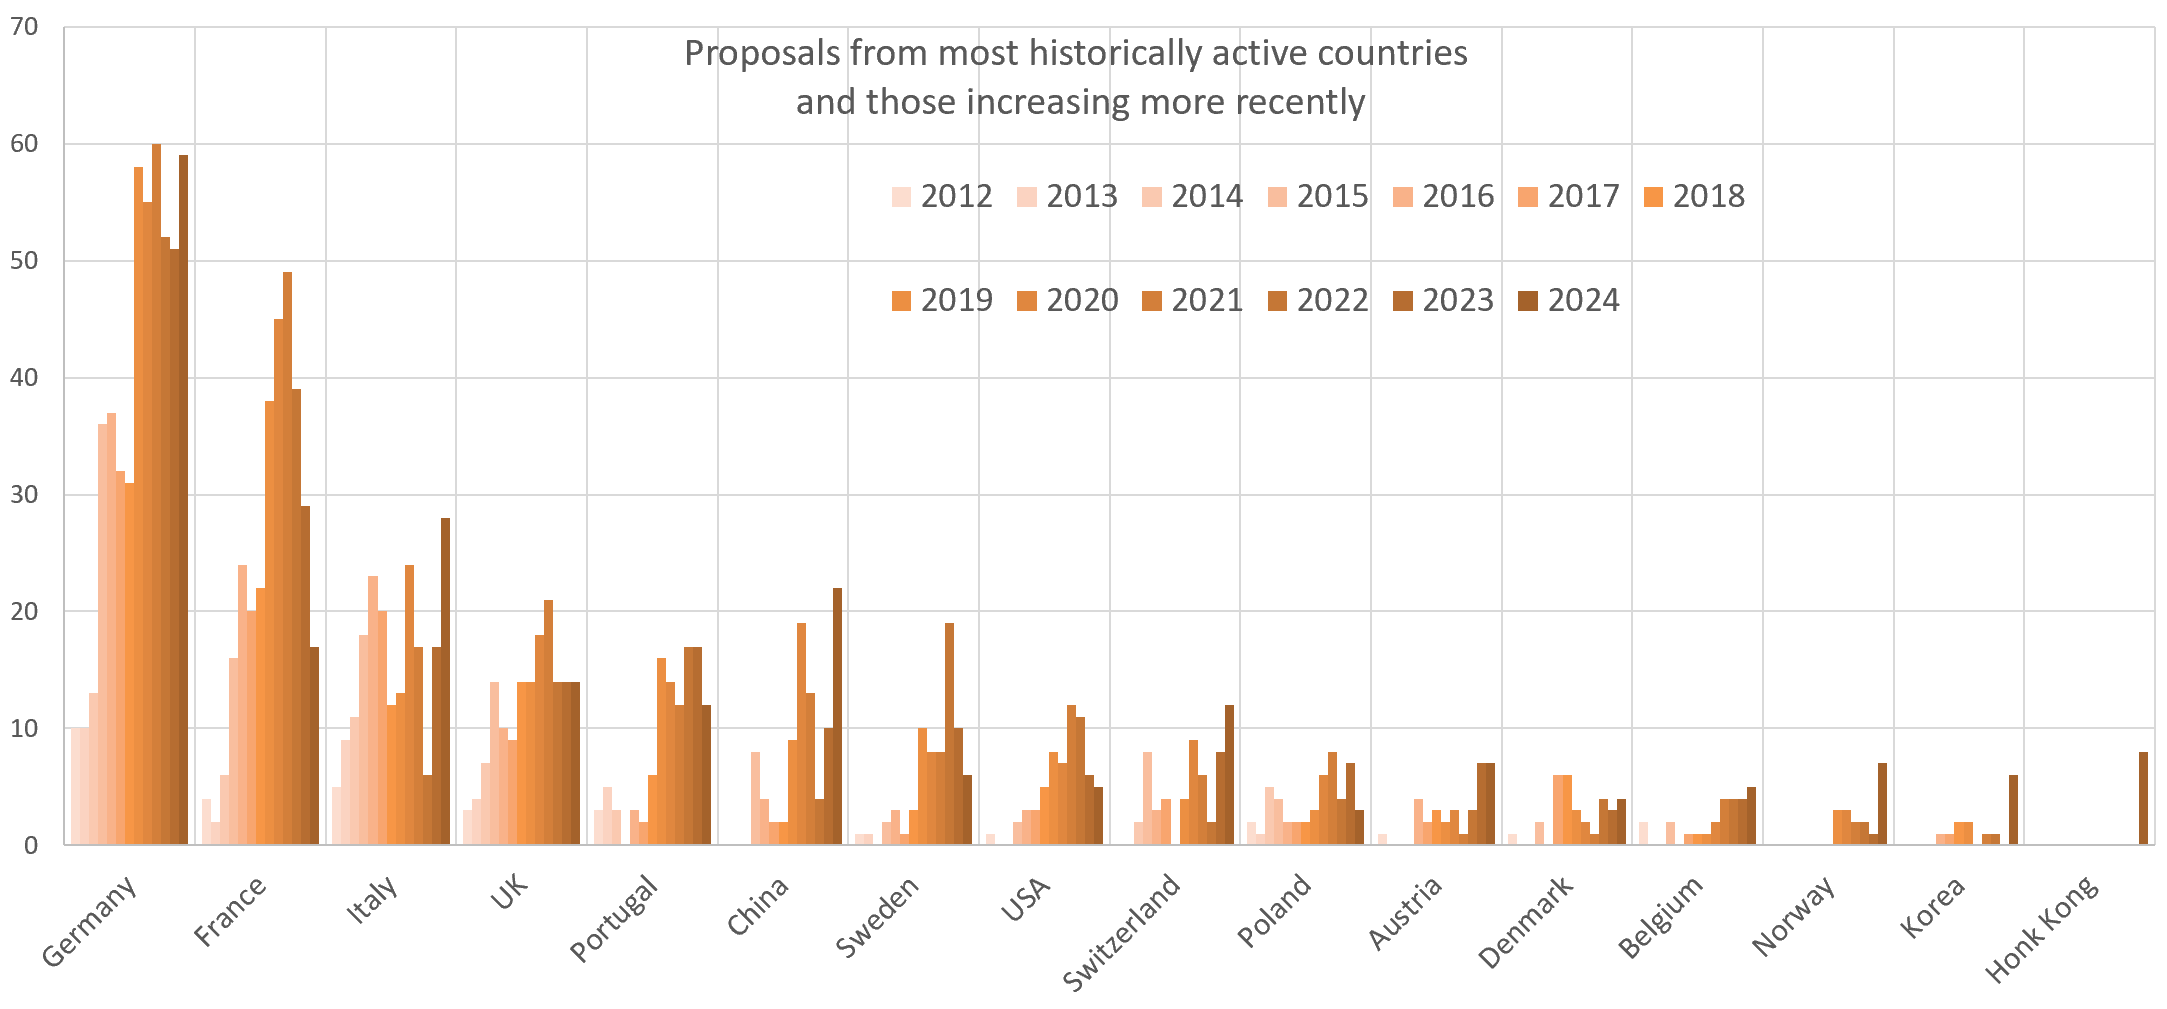 Proposals from most historically active countries
and those increasing more recently
2012 2013 2014 2015 2016 2017 2018
2019 2020 2021 2022 2023 2024
70
60
50
40
30
20
10
0
Germany
France
Italy
UK
Portugal
China
Sweden
USA
Switzerland
Poland
Austria
Denmark
Belgium
Norway
Korea
Honk Kong